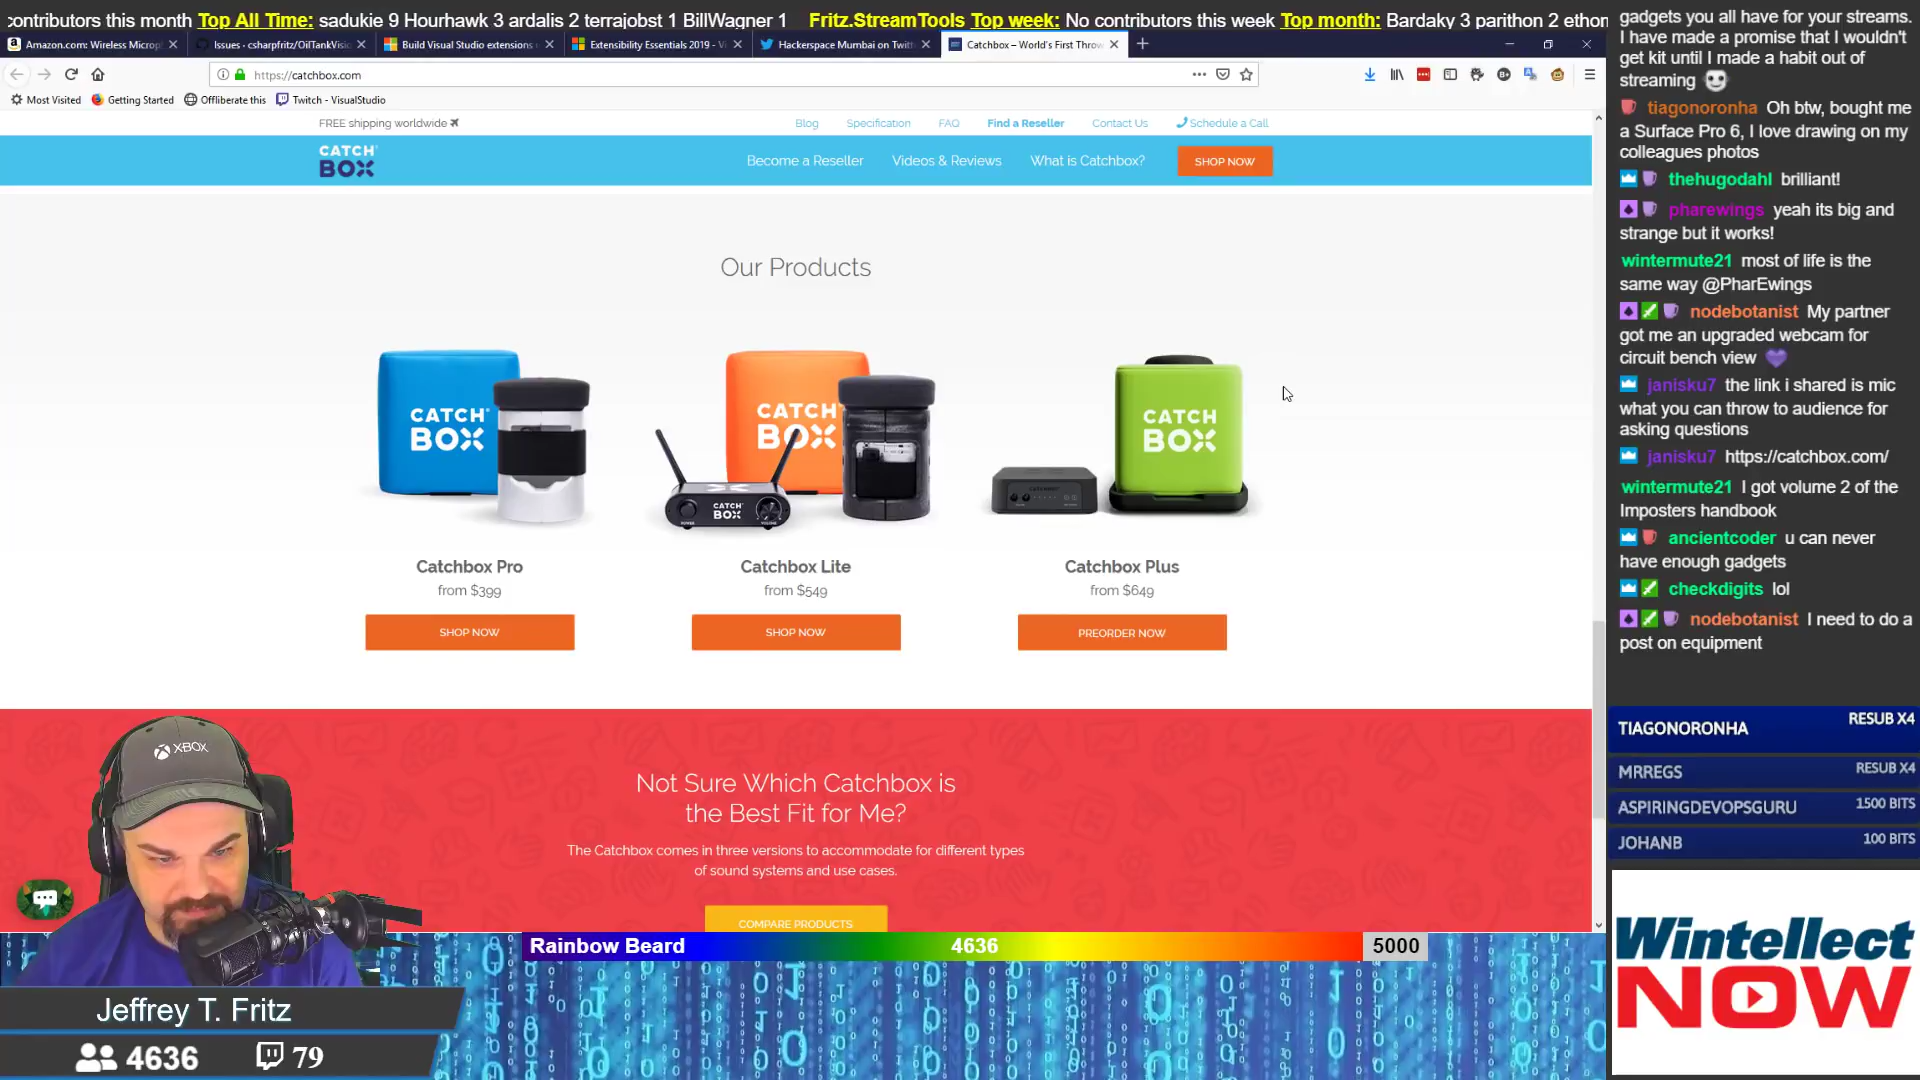 contributors this month Top All Time: sadukie 9 Hourhawk 3 ardalis 2 terrajobst 1 BillWagner 1 Fritz.StreamTools Top week: No contributors this week Top month: Bardaky 3 parithon 2 ethon
Amazon.com: Wireless Microp
Issues · csharpfritz/OilTankVisio
Build Visual Studio extensions
Extensibility Essentials 2019 - Vi
Hackerspace Mumbai on Twitt
Catchbox – World's First Throw
https://catchbox.com
Most Visited
Getting Started
Offliberate this
Twitch - VisualStudio
FREE shipping worldwide
Blog
Specification
FAQ
Find a Reseller
Contact Us
Schedule a Call
CATCH
BOX
Become a Reseller
Videos & Reviews
What is Catchbox?
SHOP NOW
Our Products
CATCH
BOX
CATCH
BOX
CATCH
BOX
CATCH
BOX
Catchbox Pro
from $399
SHOP NOW
Catchbox Lite
from $549
SHOP NOW
Catchbox Plus
from $649
PREORDER NOW
Not Sure Which Catchbox is
the Best Fit for Me?
The Catchbox comes in three versions to accommodate for different types
of sound systems and use cases.
COMPARE PRODUCTS
XBOX
Rainbow Beard 4636 5000
Jeffrey T. Fritz
4636 79
gadgets you all have for your streams.
I have made a promise that I wouldn't
get kit until I made a habit out of
streaming
tiagonoronha Oh btw, bought me
a Surface Pro 6, I love drawing on my
colleagues photos
thehugodahl brilliant!
pharewings yeah its big and
strange but it works!
wintermute21 most of life is the
same way @PharEwings
nodebotanist My partner
got me an upgraded webcam for
circuit bench view
janisku7 the link i shared is mic
what you can throw to audience for
asking questions
janisku7 https://catchbox.com/
wintermute21 I got volume 2 of the
Imposters handbook
ancientcoder u can never
have enough gadgets
checkdigits lol
nodebotanist I need to do a
post on equipment
TIAGONORONHA RESUB X4
MRREGS RESUB X4
ASPIRINGDEVOPSGURU 1500 BITS
JOHANB 100 BITS
Wintellect
NOW